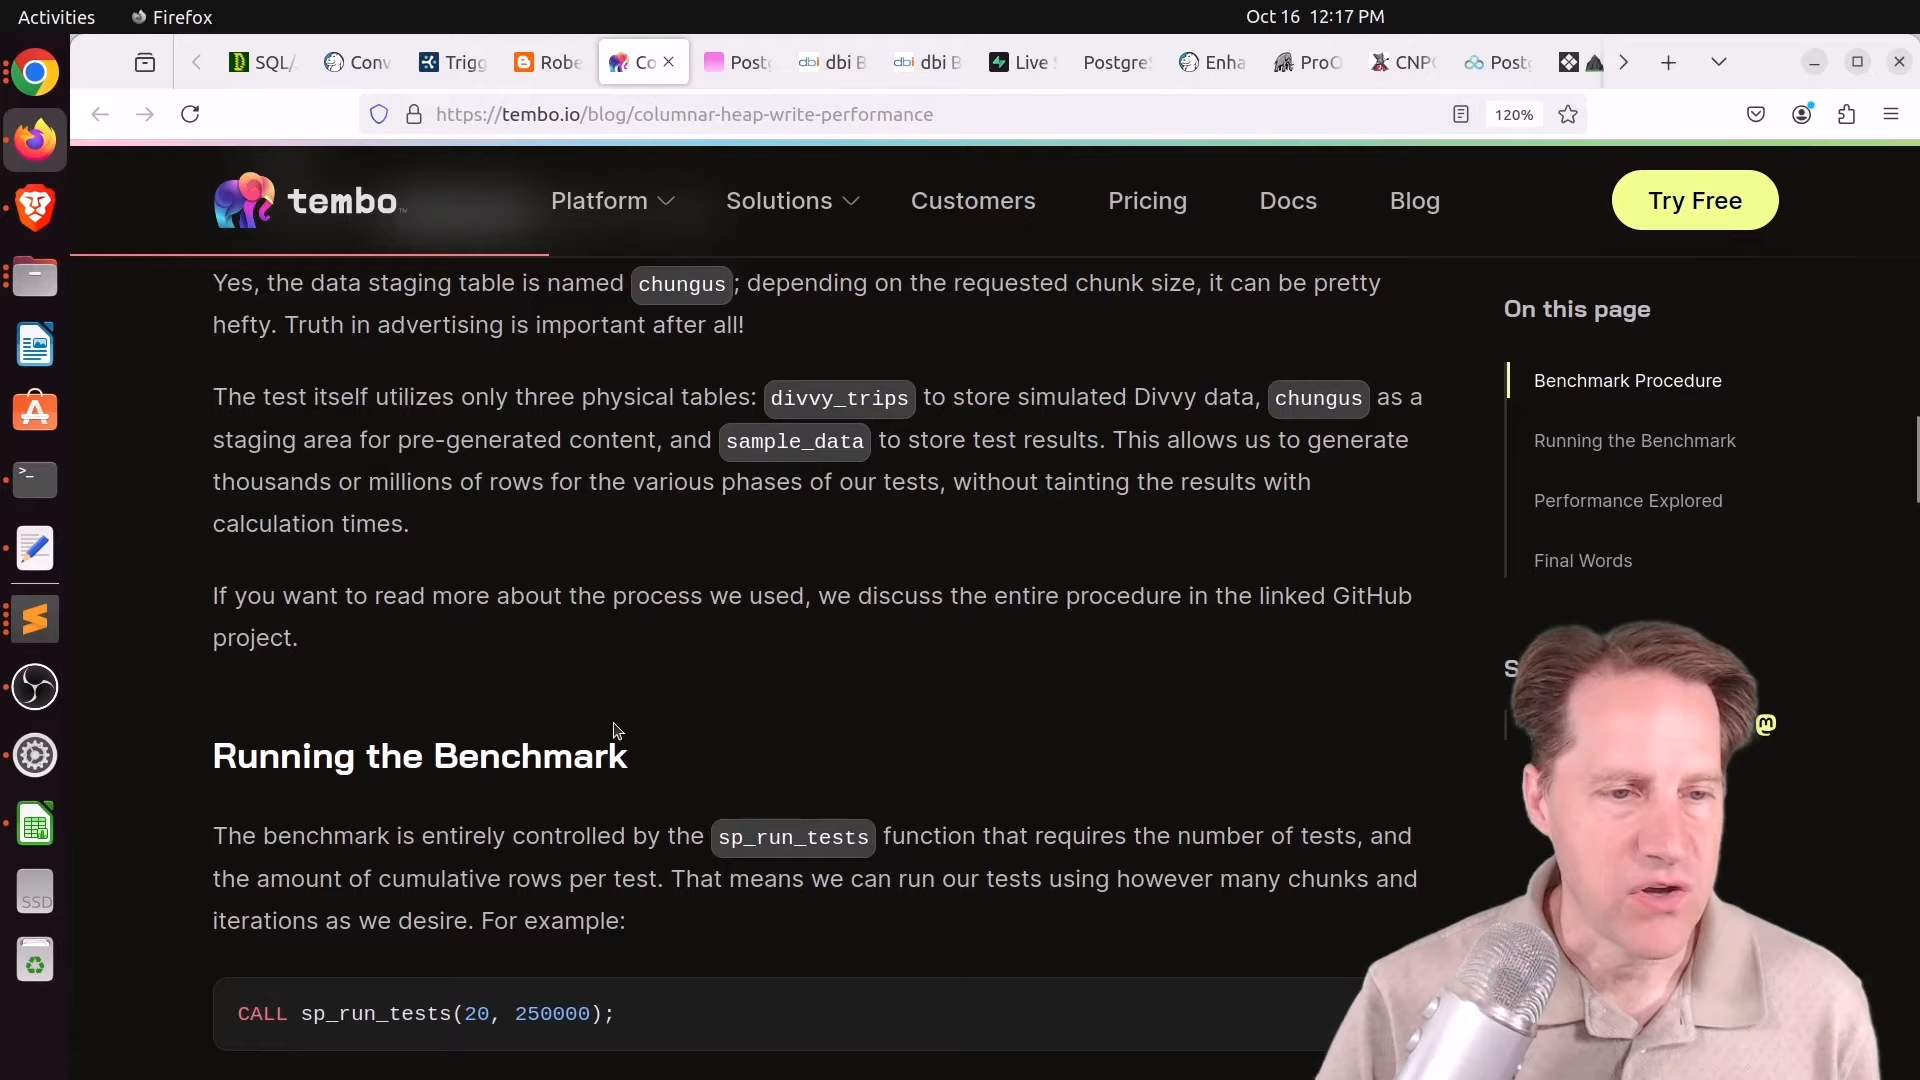 Activities
Firefox
Oct 16 12:17 PM
SQL/
Conv
Trigg
Robe
Co
Postg
dbi B
dbi B
Live
Postgre
Enha
ProO
CNP
Post
https://tembo.io/blog/columnar-heap-write-performance
120%
tembo
Platform
Solutions
Customers
Pricing
Docs
Blog
Try Free
Yes, the data staging table is named chungus; depending on the requested chunk size, it can be pretty
hefty. Truth in advertising is important after all!
The test itself utilizes only three physical tables: divvy_trips to store simulated Divvy data, chungus as a
staging area for pre-generated content, and sample_data to store test results. This allows us to generate
thousands or millions of rows for the various phases of our tests, without tainting the results with
calculation times.
If you want to read more about the process we used, we discuss the entire procedure in the linked GitHub
project.
Running the Benchmark
The benchmark is entirely controlled by the sp_run_tests function that requires the number of tests, and
the amount of cumulative rows per test. That means we can run our tests using however many chunks and
iterations as we desire. For example:
CALL sp_run_tests(20, 250000);
On this page
Benchmark Procedure
Running the Benchmark
Performance Explored
Final Words
S
SSD